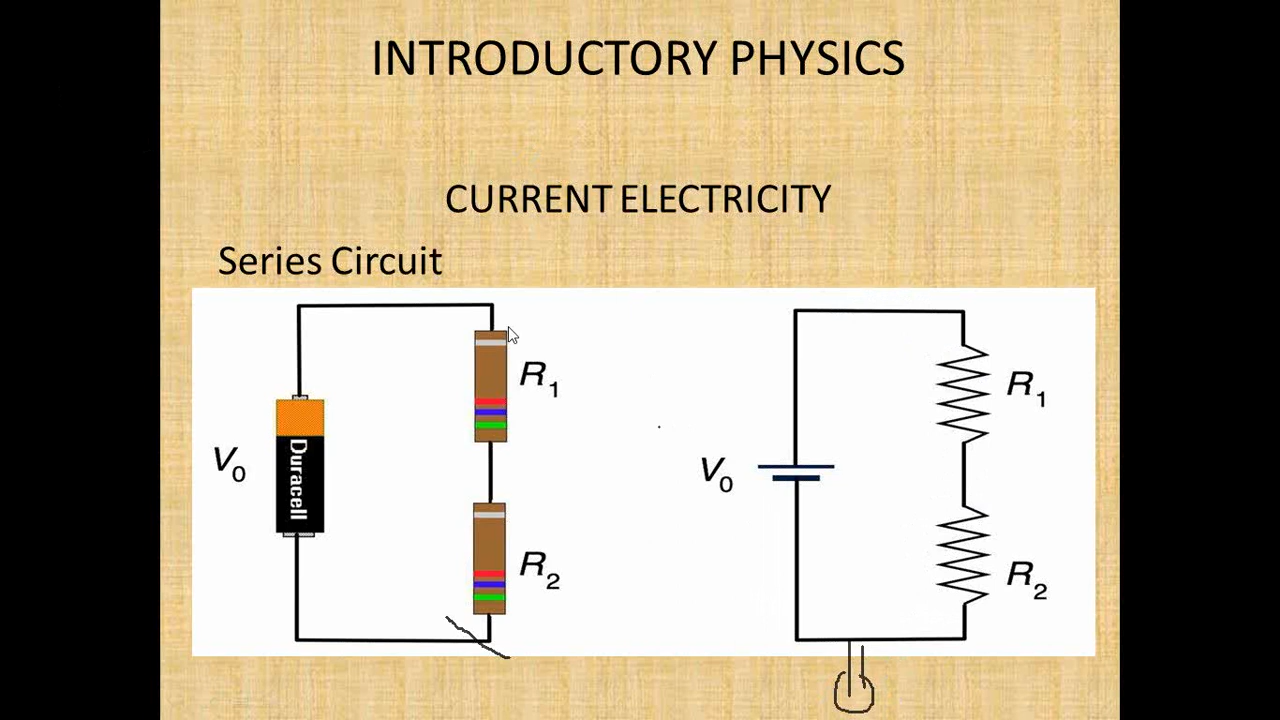 INTRODUCTORY PHYSICS
CURRENT ELECTRICITY
Series Circuit
V0
Duracell
R1
R2
V0
R1
R2